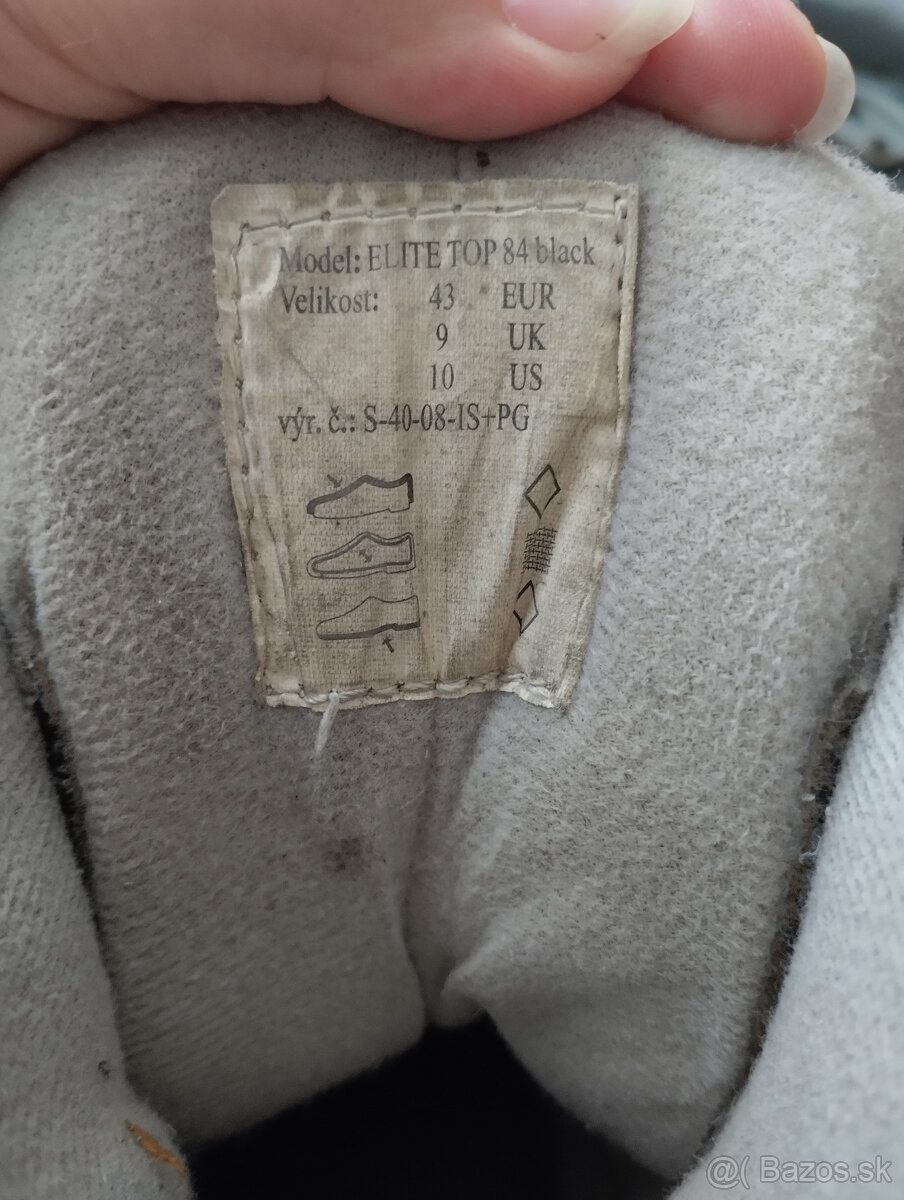 Model: ELITE TOP 84 black
Velikost: 43 EUR
9 UK
10 US
výr. č.: S-40-08-IS+PG
@( Bazos.sk